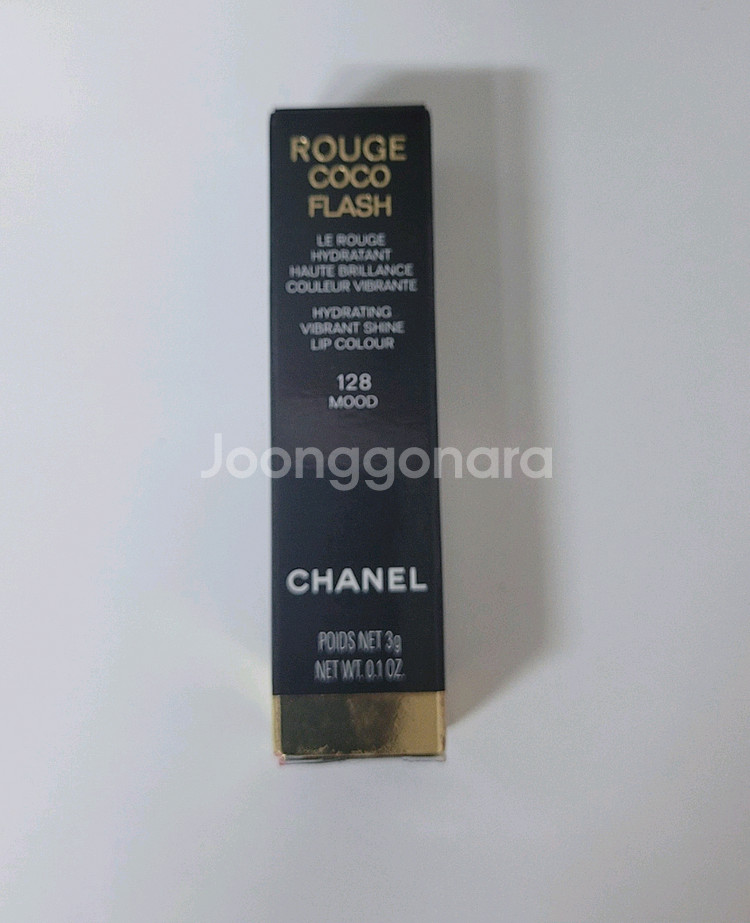 ROUGE
COCO
FLASH
LE ROUGE
HYDRATANT
HAUTE BRILLANCE
COULEUR VIBRANTE
HYDRATING
VIBRANT SHINE
LIP COLOUR
128
MOOD
Joonggonara
CHANEL
POIDS NET 3g
NET WT. 0.1 OZ.